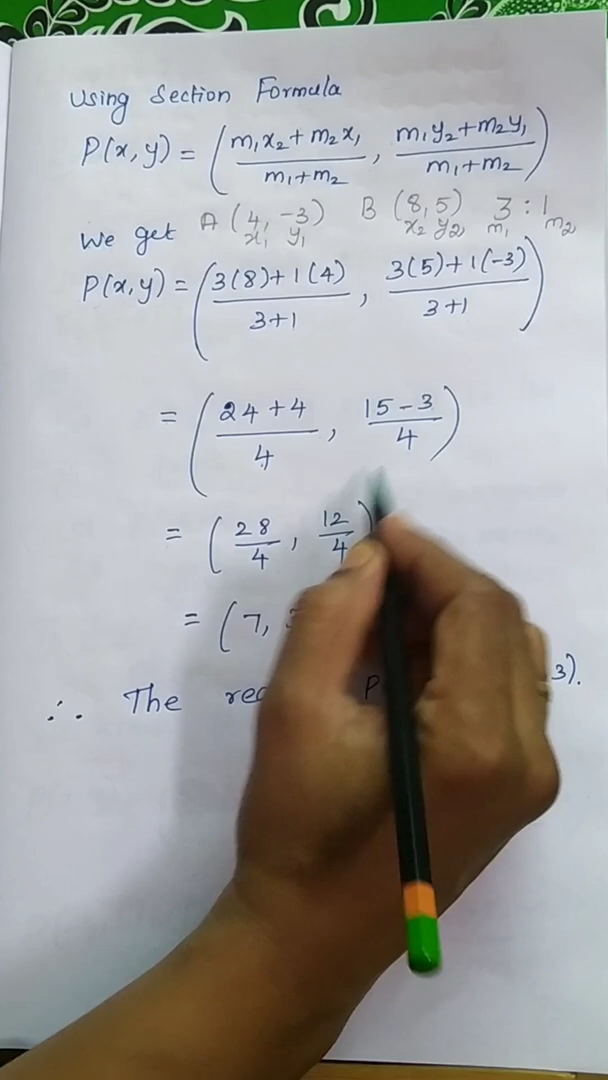 Using Section Formula
P(x, y) = ( m₁x₂ + m₂x₁ / m₁+m₂ , m₁y₂ + m₂y₁ / m₁+m₂ )
We get A (4, -3) B (8, 5) 3 : 1
x₁ y₁ x₂ y₂ m₁ m₂
P(x, y) = ( 3(8) + 1(4) / 3+1 , 3(5) + 1(-3) / 3+1 )
= ( 24 + 4 / 4 , 15 - 3 / 4 )
= ( 28 / 4 , 12 / 4 )
= ( 7,
∴ The P 3).